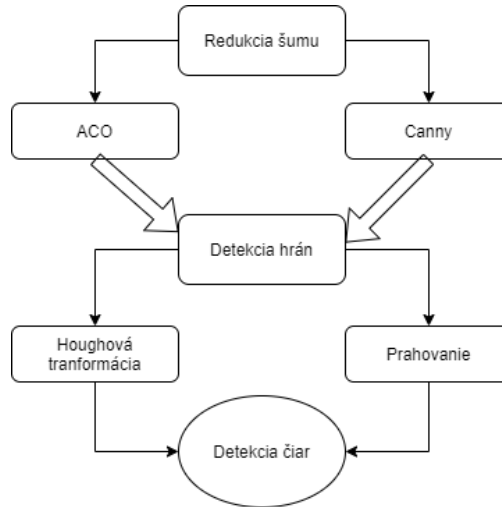 Redukcia šumu
ACO
Canny
Detekcia hrán
Houghová
tranformácia
Prahovanie
Detekcia čiar